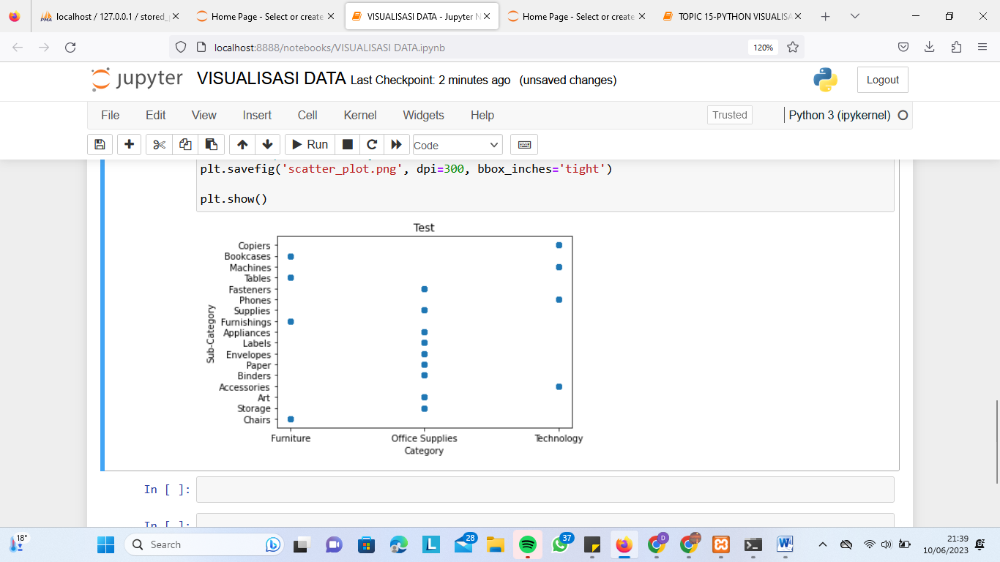 localhost / 127.0.0.1 / stored_
Home Page - Select or create
VISUALISASI DATA - Jupyter N
Home Page - Select or create
TOPIC 15-PYTHON VISUALISA
localhost:8888/notebooks/VISUALISASI DATA.ipynb
120%
jupyter VISUALISASI DATA Last Checkpoint: 2 minutes ago (unsaved changes)
Logout
File Edit View Insert Cell Kernel Widgets Help
Trusted
Python 3 (ipykernel)
Run
Code
plt.savefig('scatter_plot.png', dpi=300, bbox_inches='tight')
plt.show()
Test
Copiers
Bookcases
Machines
Tables
Fasteners
Phones
Supplies
Furnishings
Appliances
Labels
Envelopes
Paper
Binders
Accessories
Art
Storage
Chairs
Sub-Category
Furniture Office Supplies Technology
Category
In [ ]:
In [ ]:
18°
Search
28
37
21:39
10/06/2023